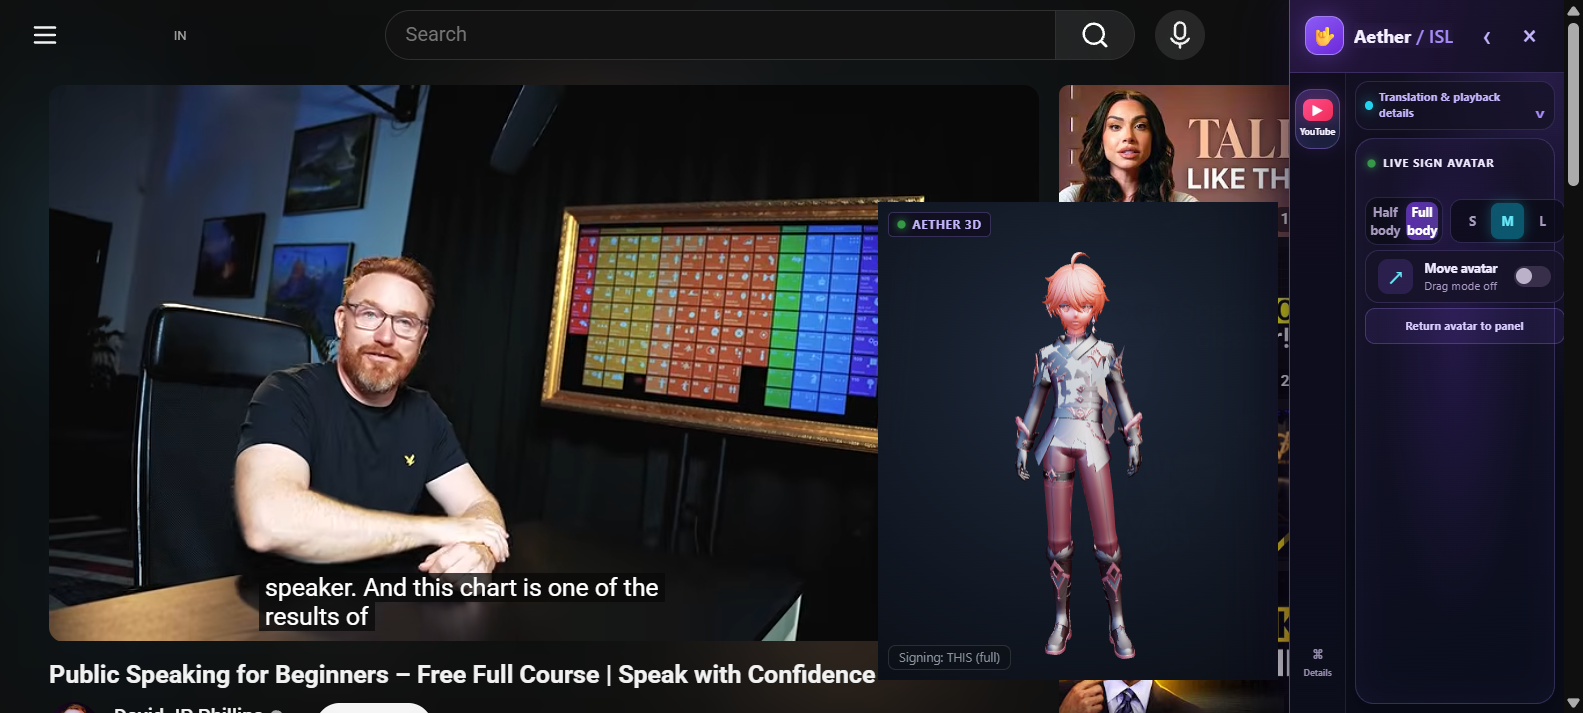 IN
Search
Aether / ISL
TALK
LIKE TH
YouTube
Translation & playback
details
LIVE SIGN AVATAR
Half
body
Full
body
S
M
L
Move avatar
Drag mode off
Return avatar to panel
AETHER 3D
Signing: THIS (full)
speaker. And this chart is one of the
results of
Public Speaking for Beginners – Free Full Course | Speak with Confidence
Details